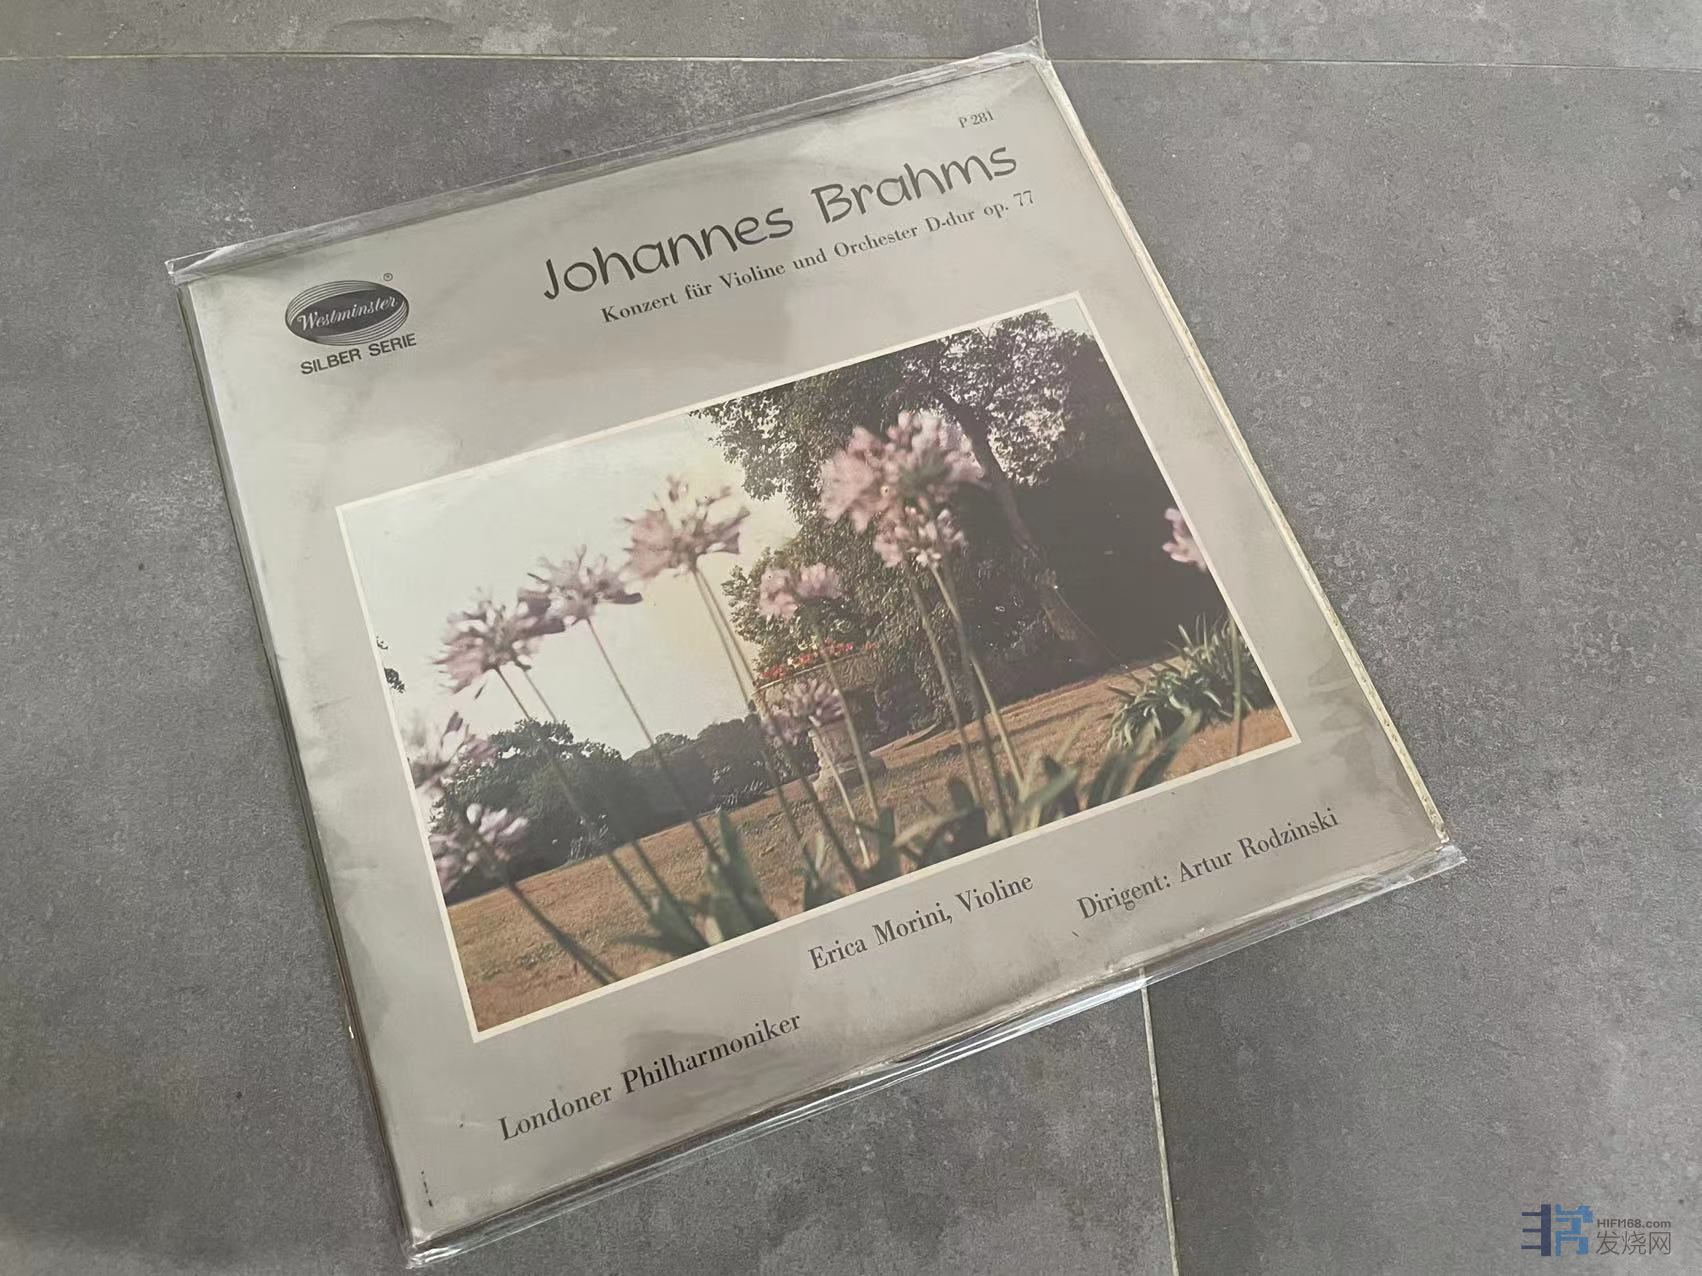 P 281
Johannes Brahms
Konzert für Violine und Orchester D-dur op. 77
Westminster®
SILBER SERIE
Erica Morini, Violine
Dirigent: Artur Rodzinski
Londoner Philharmoniker
HIFM68.com
发烧网